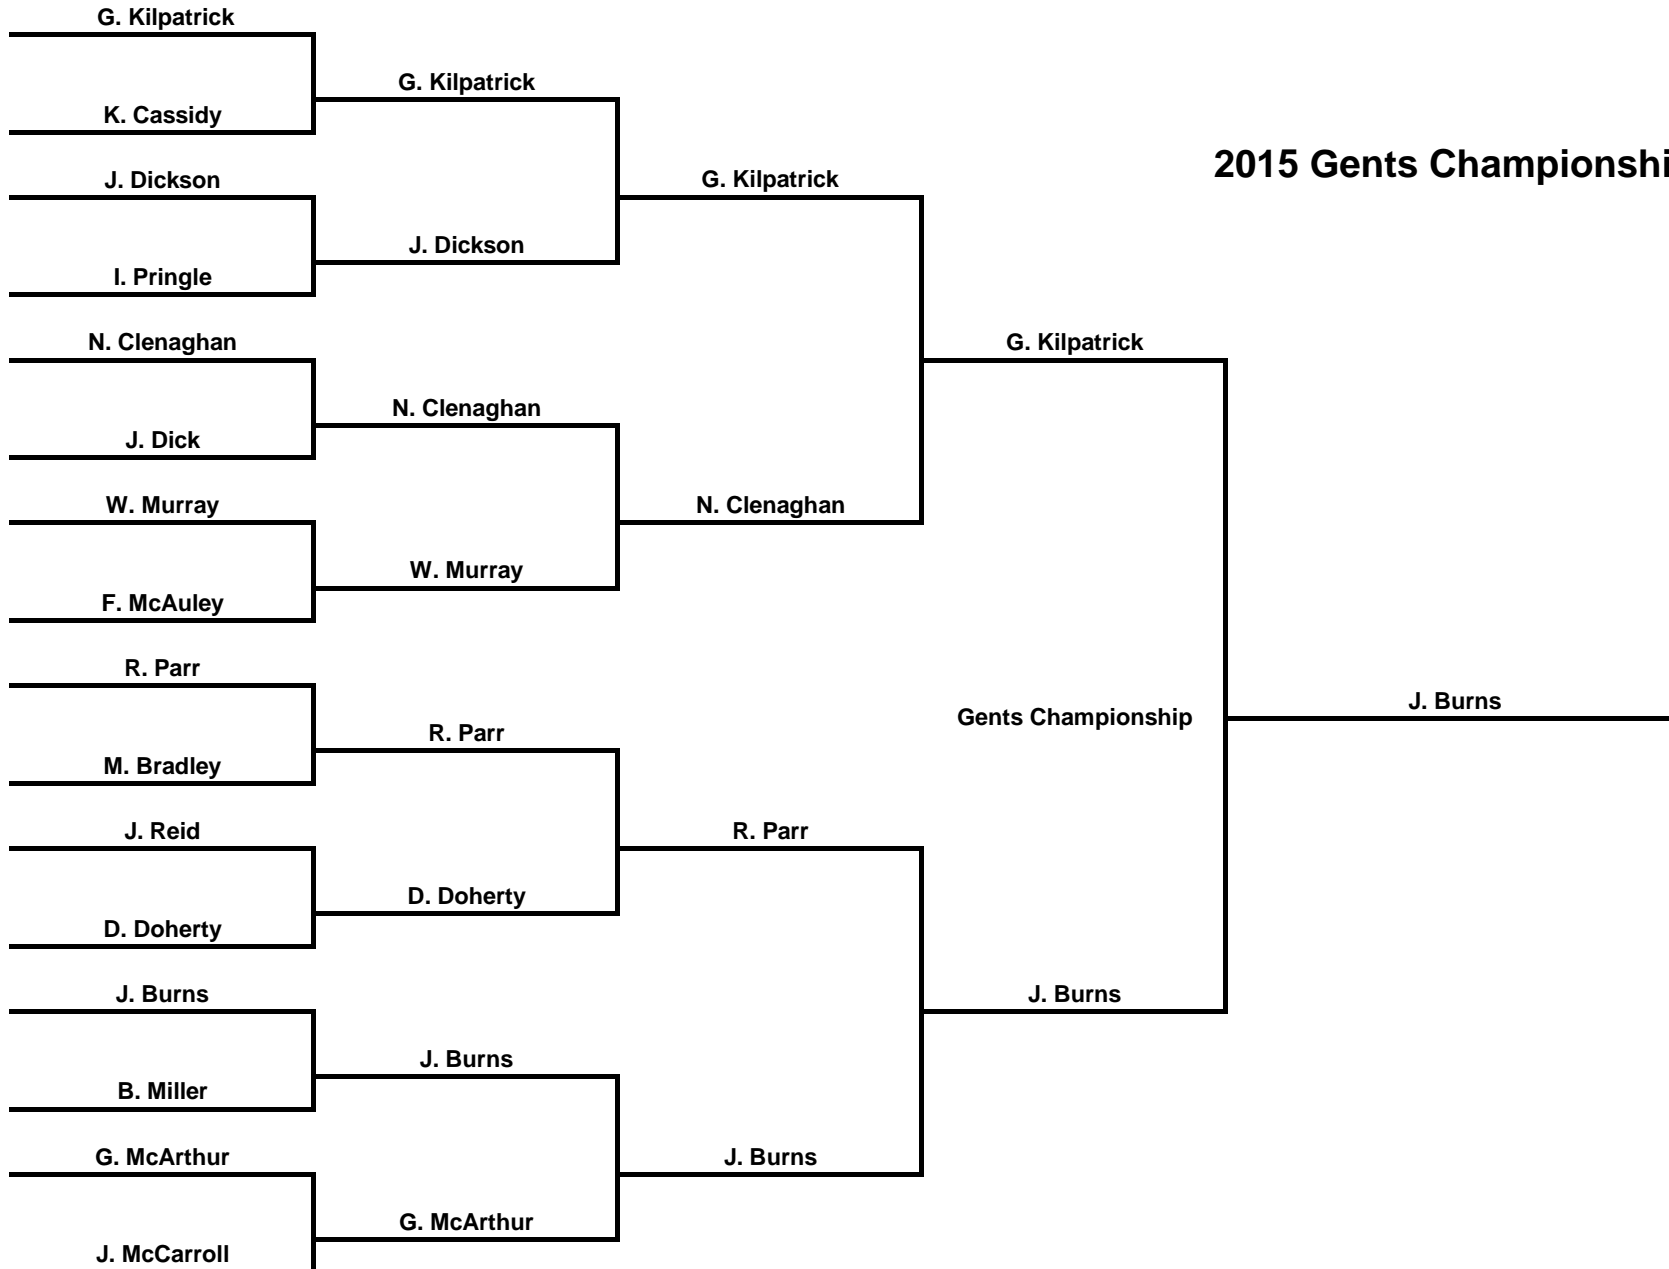 G. Kilpatrick
G. Kilpatrick
K. Cassidy
2015 Gents Championshi
J. Dickson
G. Kilpatrick
J. Dickson
I. Pringle
N. Clenaghan
G. Kilpatrick
N. Clenaghan
J. Dick
W. Murray
N. Clenaghan
W. Murray
F. McAuley
R. Parr
J. Burns
Gents Championship
R. Parr
M. Bradley
J. Reid
R. Parr
D. Doherty
D. Doherty
J. Burns
J. Burns
J. Burns
B. Miller
G. McArthur
J. Burns
G. McArthur
J. McCarroll